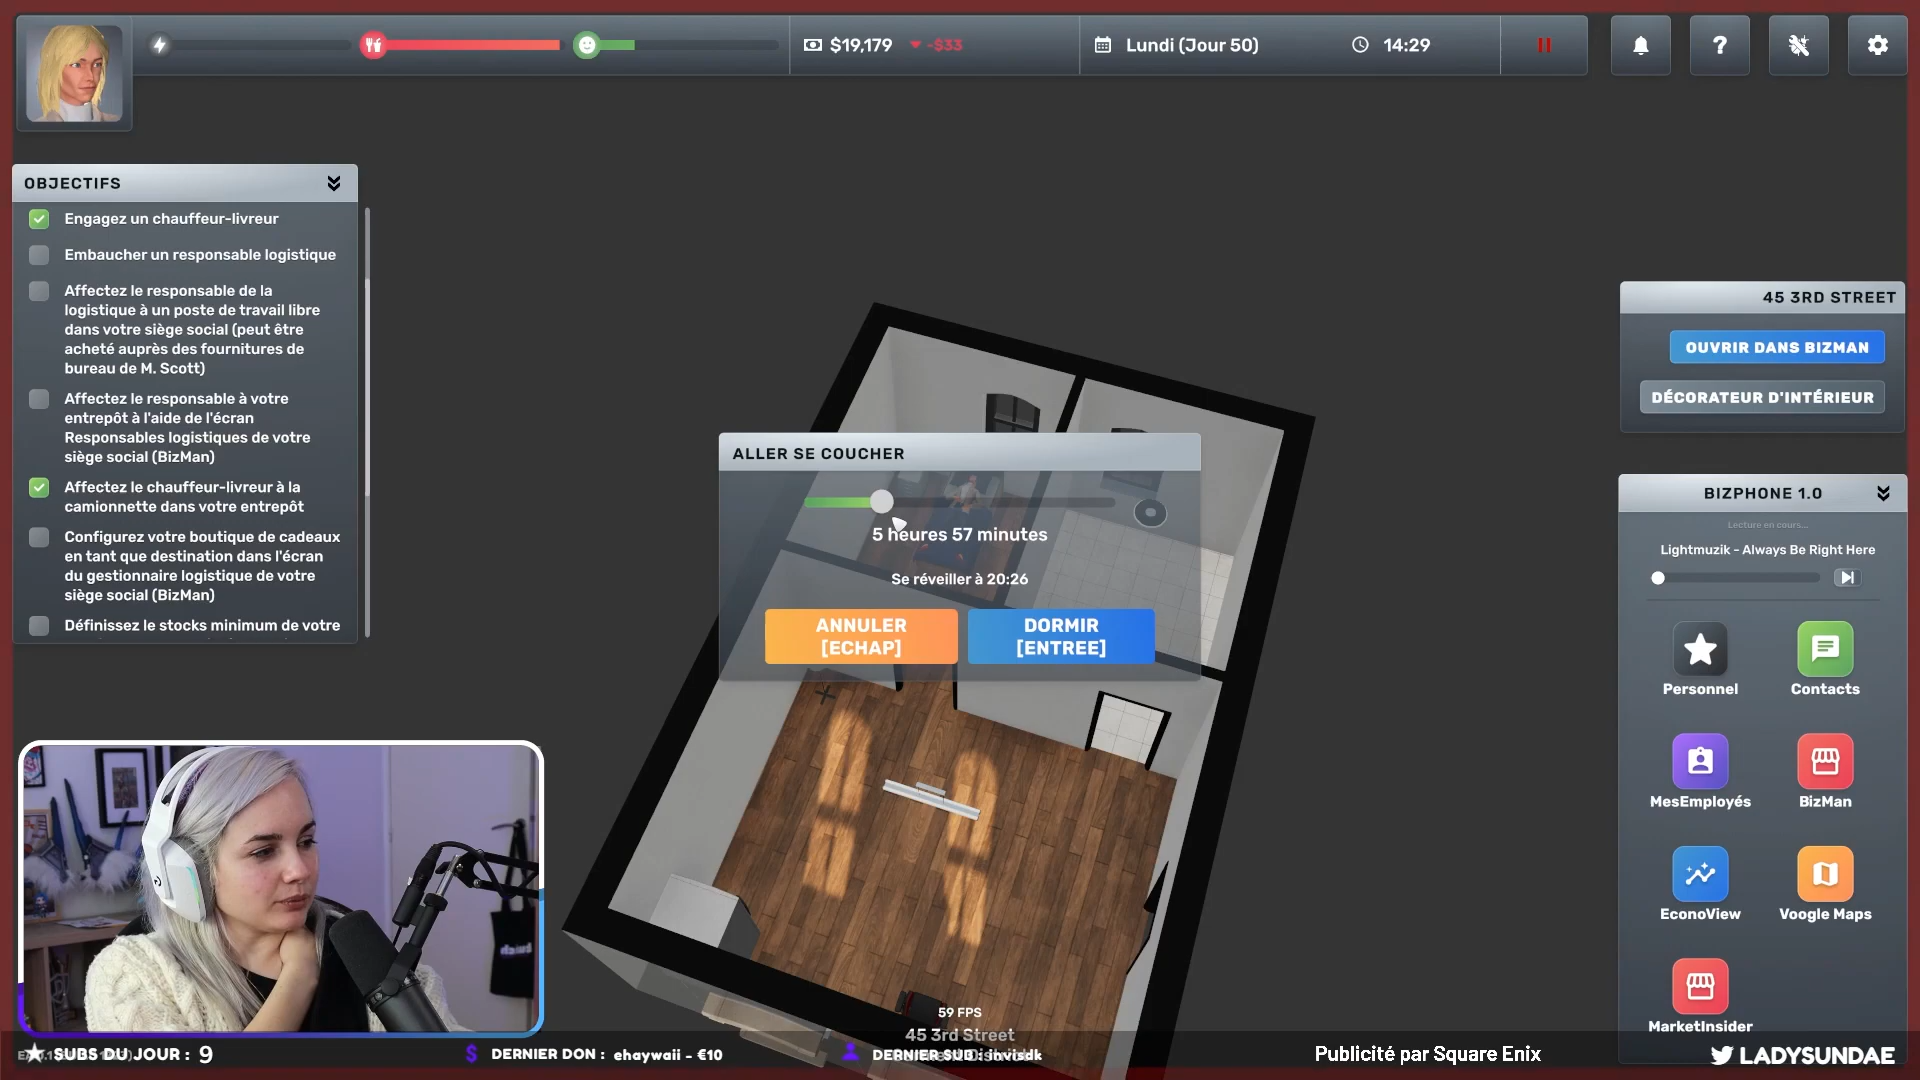 $19,179
-$33
Lundi (Jour 50)
14:29
?
OBJECTIFS
Engagez un chauffeur-livreur
Embaucher un responsable logistique
Affectez le responsable de la
logistique à un poste de travail libre
dans votre siège social (peut être
acheté auprès des fournitures de
bureau de M. Scott)
Affectez le responsable à votre
entrepôt à l'aide de l'écran
Responsables logistiques de votre
siège social (BizMan)
Affectez le chauffeur-livreur à la
camionnette dans votre entrepôt
Configurez votre boutique de cadeaux
en tant que destination dans l'écran
du gestionnaire logistique de votre
siège social (BizMan)
Définissez le stocks minimum de votre
ALLER SE COUCHER
5 heures 57 minutes
Se réveiller à 20:26
ANNULER
[ECHAP]
DORMIR
[ENTREE]
45 3RD STREET
OUVRIR DANS BIZMAN
DÉCORATEUR D'INTÉRIEUR
BIZPHONE 1.0
Lecture en cours...
Lightmuzik - Always Be Right Here
Personnel
Contacts
MesEmployés
BizMan
EconoView
Voogle Maps
MarketInsider
59 FPS
45 3rd Street
SUBS DU JOUR : 9
DERNIER DON : ehaywaii - €10
DERNIER SUB : invisdk
Publicité par Square Enix
LADYSUNDAE